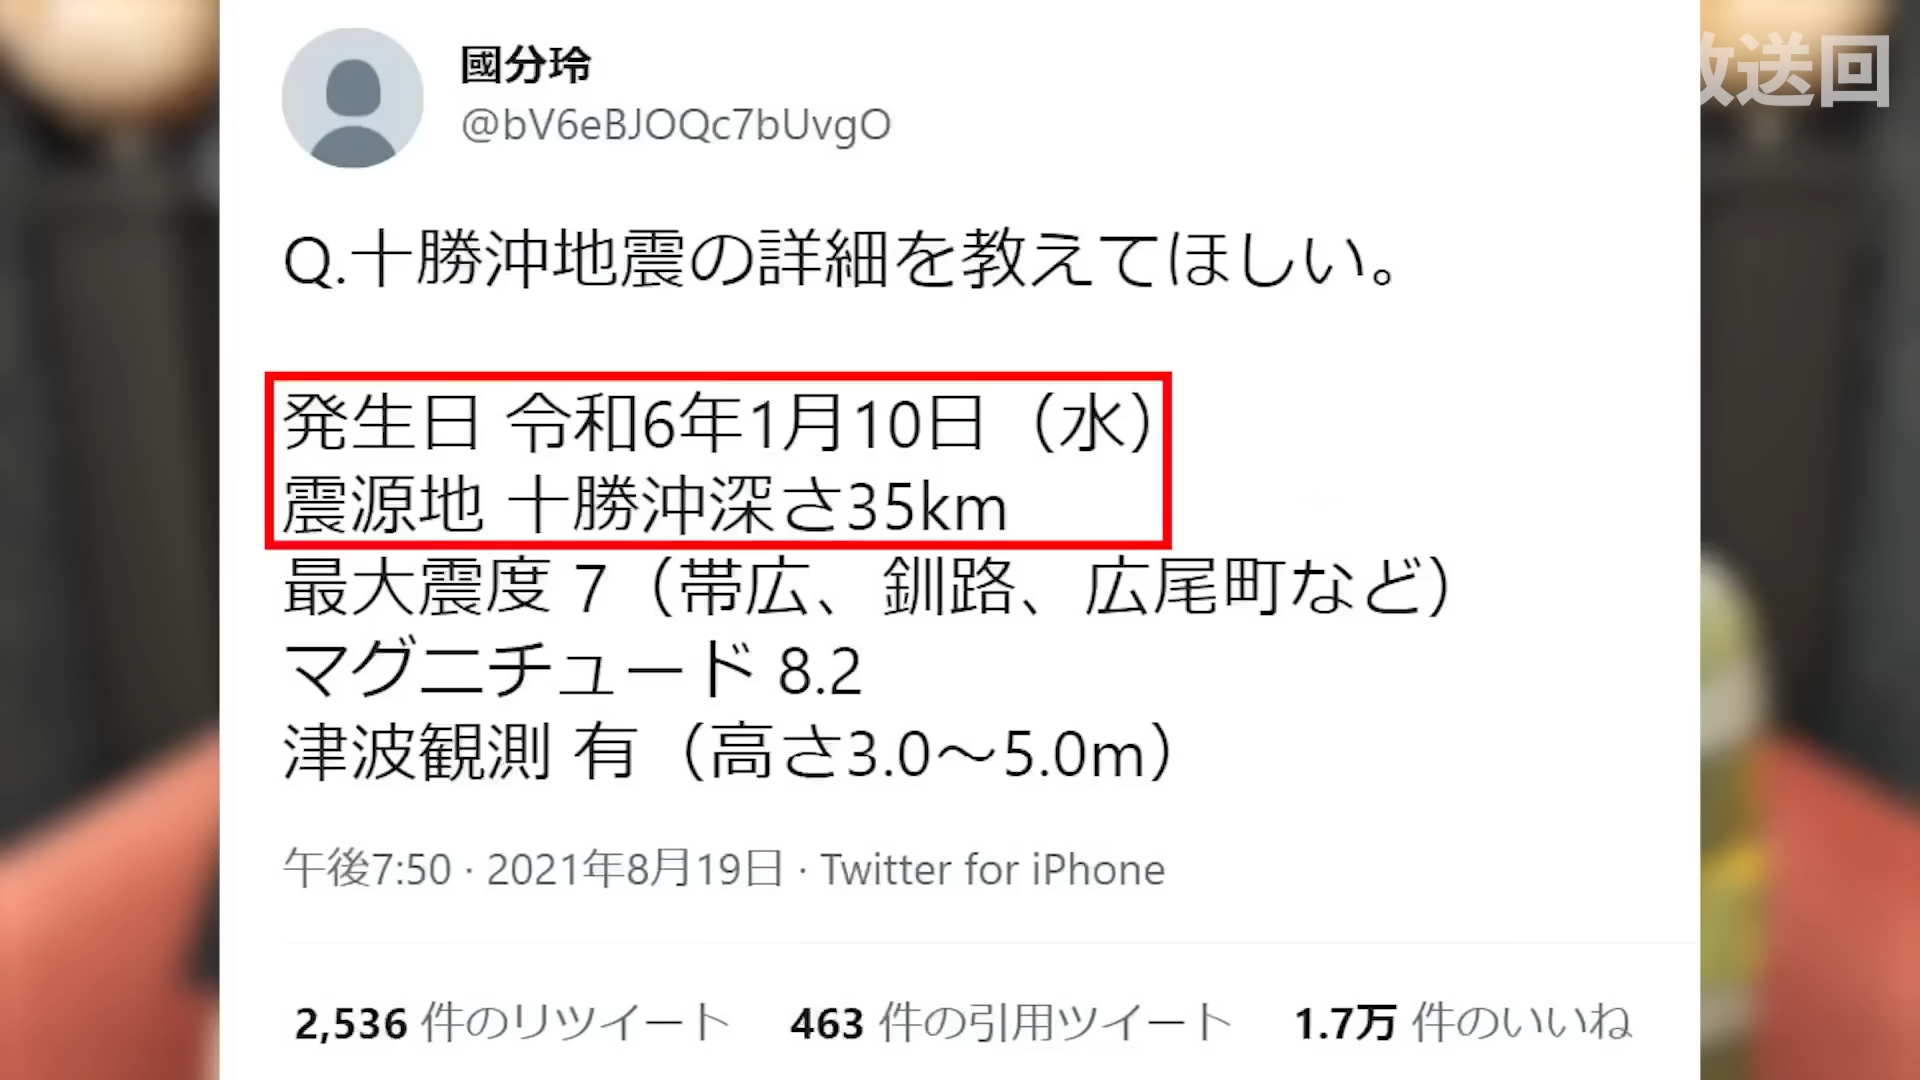 放送回
國分玲
@bV6eBJOQc7bUvgO
Q.十勝沖地震の詳細を教えてほしい。
発生日 令和6年1月10日（水）
震源地 十勝沖深さ35km
最大震度 7（帯広、釧路、広尾町など）
マグニチュード 8.2
津波観測 有（高さ3.0〜5.0m）
午後7:50 · 2021年8月19日 · Twitter for iPhone
2,536 件のリツイート 463 件の引用ツイート 1.7万 件のいいね